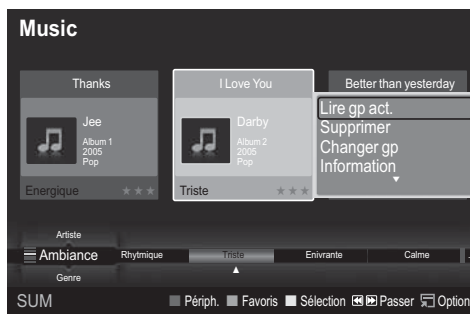 Music
Thanks
I Love You
Better than yesterday
Jee
Album 1
2005
Pop
Energique
Darby
Album 2
2005
Pop
Triste
Lire gp act.
Supprimer
Changer gp
Information
Artiste
Ambiance
Genre
Rhytmique
Triste
Enivrante
Calme
SUM
Périph.
Favoris
Sélection
Passer
Option